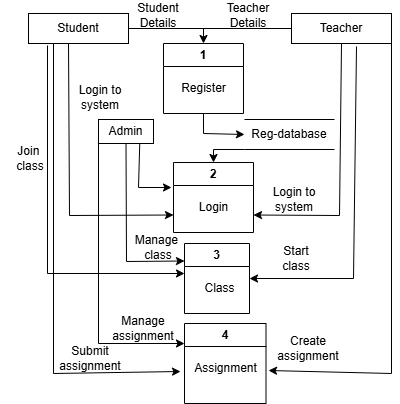 Student
Details
Teacher
Details
Student
Teacher
1
Register
Login to
system
Admin
Reg-database
Join
class
2
Login
Login to
system
Manage
class
3
Class
Start
class
Manage
assignment
4
Assignment
Submit
assignment
Create
assignment